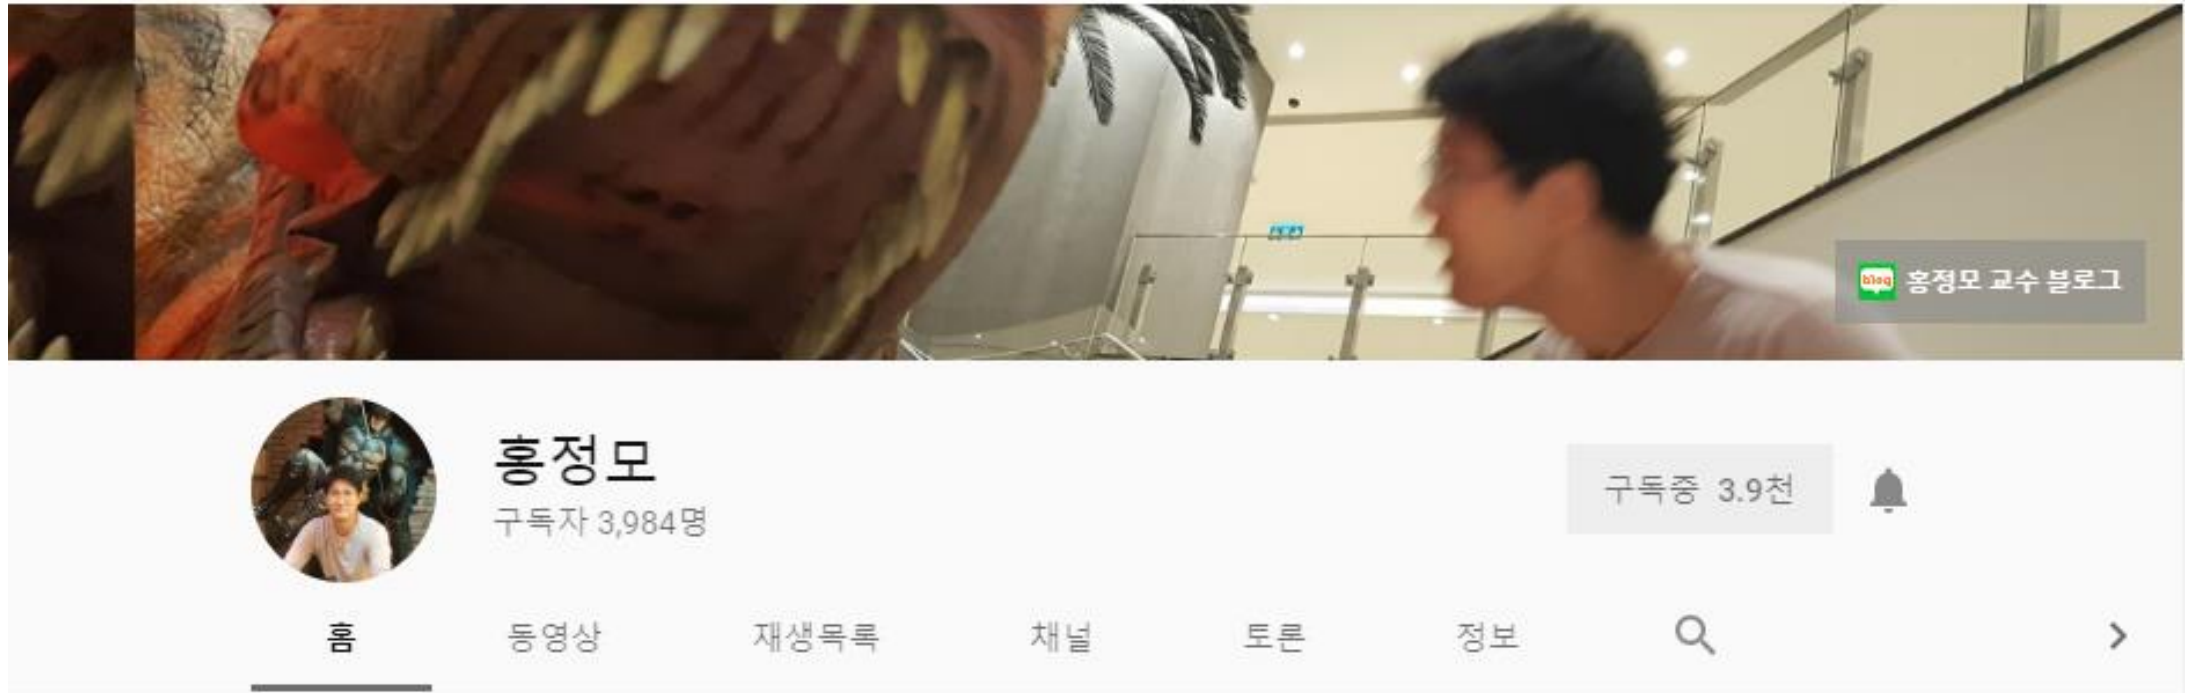 blog 홍정모 교수 블로그
홍정모
구독자 3,984명
구독중 3.9천
홈 동영상 재생목록 채널 토론 정보